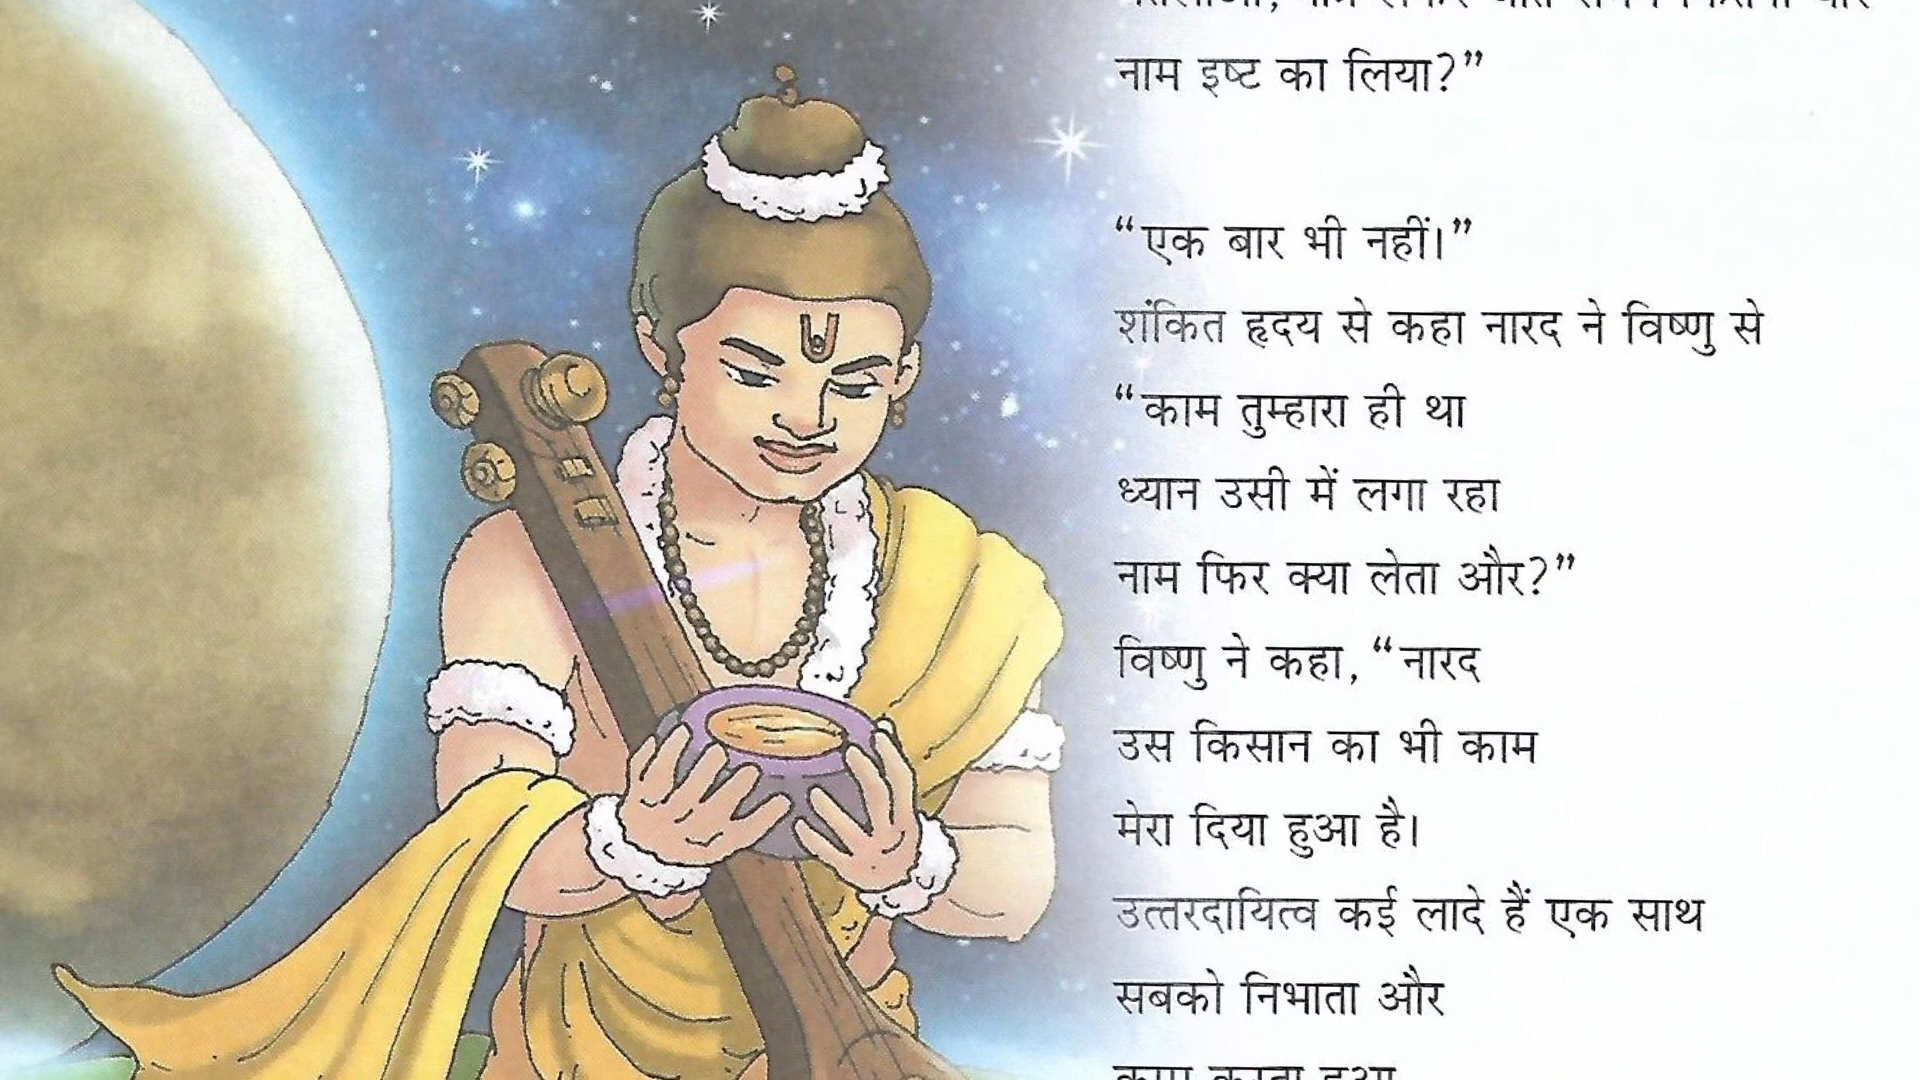 नाम इष्ट का लिया?”
“एक बार भी नहीं।”
शंकित हृदय से कहा नारद ने विष्णु से
“काम तुम्हारा ही था
ध्यान उसी में लगा रहा
नाम फिर क्या लेता और?”
विष्णु ने कहा, “नारद
उस किसान का भी काम
मेरा दिया हुआ है।
उत्तरदायित्व कई लादे हैं एक साथ
सबको निभाता और